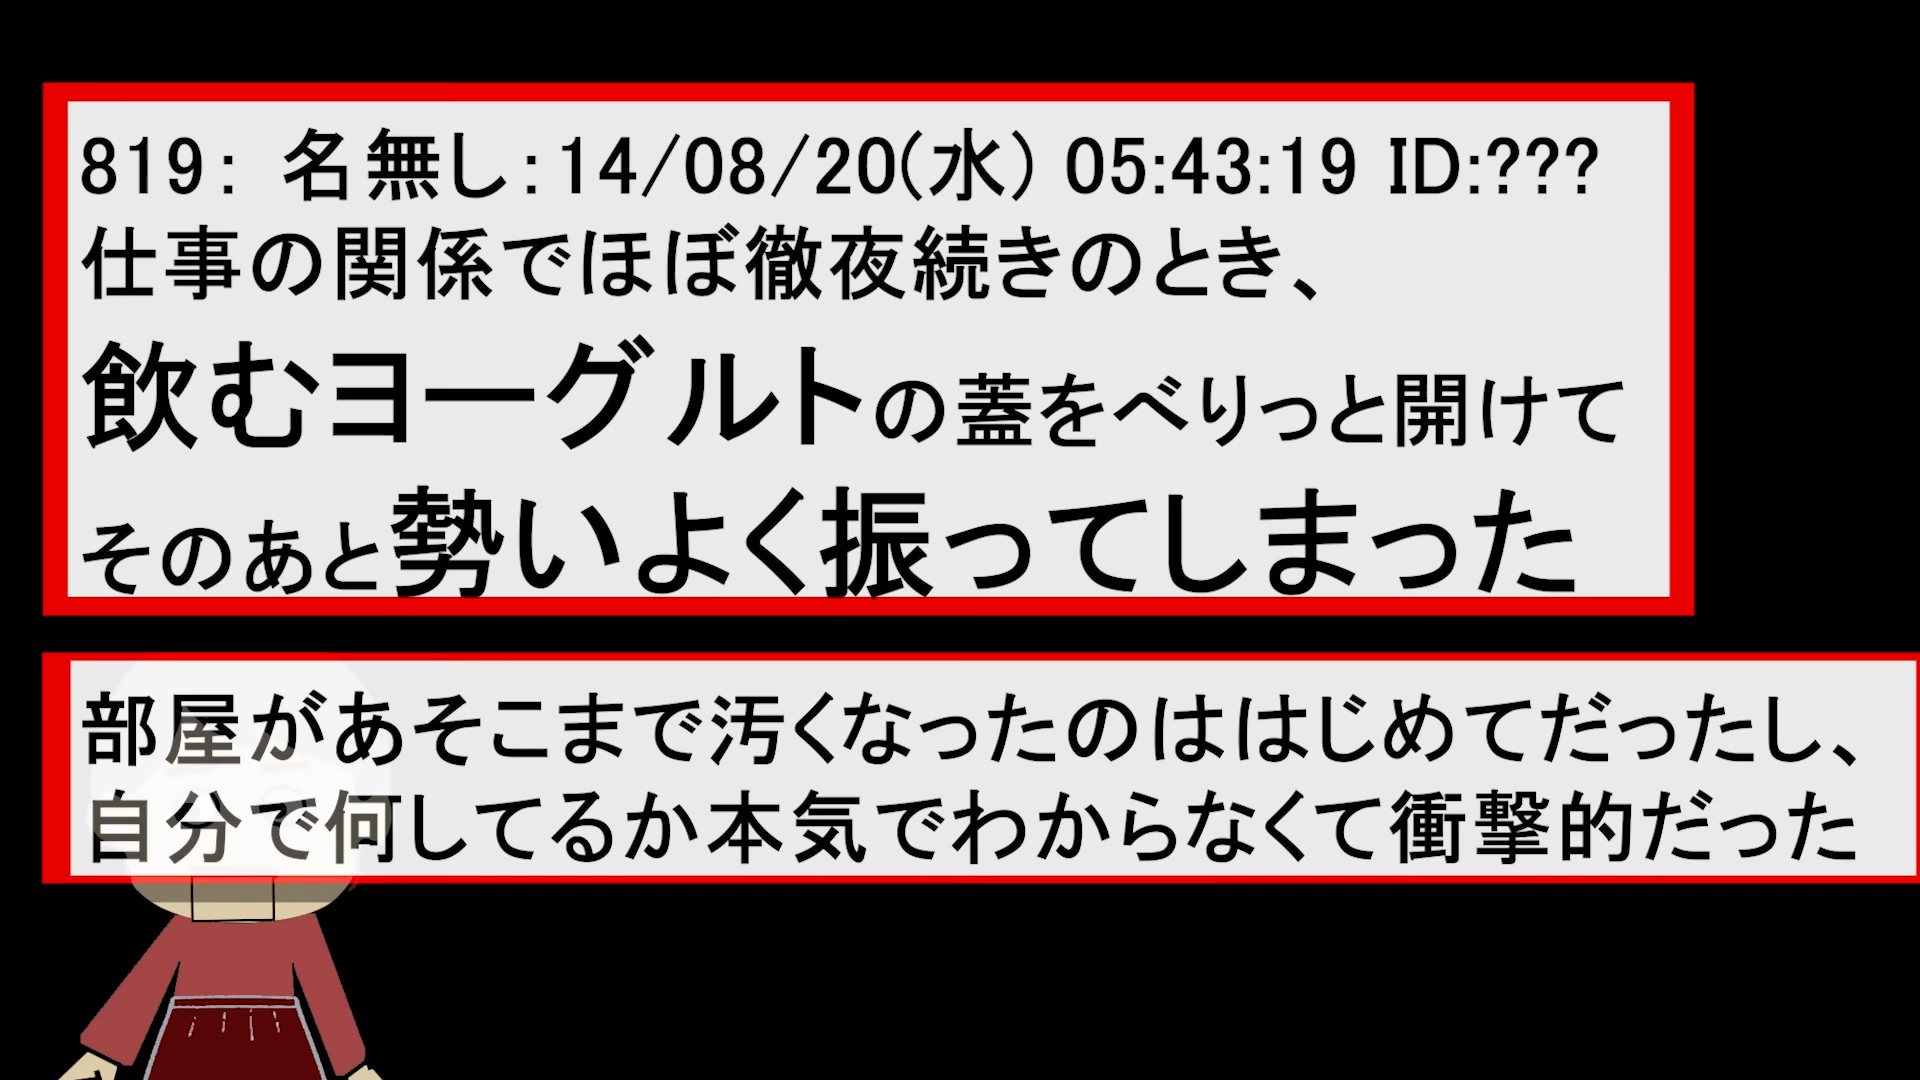 819： 名無し：14/08/20(水) 05:43:19 ID:???
仕事の関係でほぼ徹夜続きのとき、
飲むヨーグルトの蓋をべりっと開けて
そのあと勢いよく振ってしまった
部屋があそこまで汚くなったのははじめてだったし、
自分で何してるか本気でわからなくて衝撃的だった